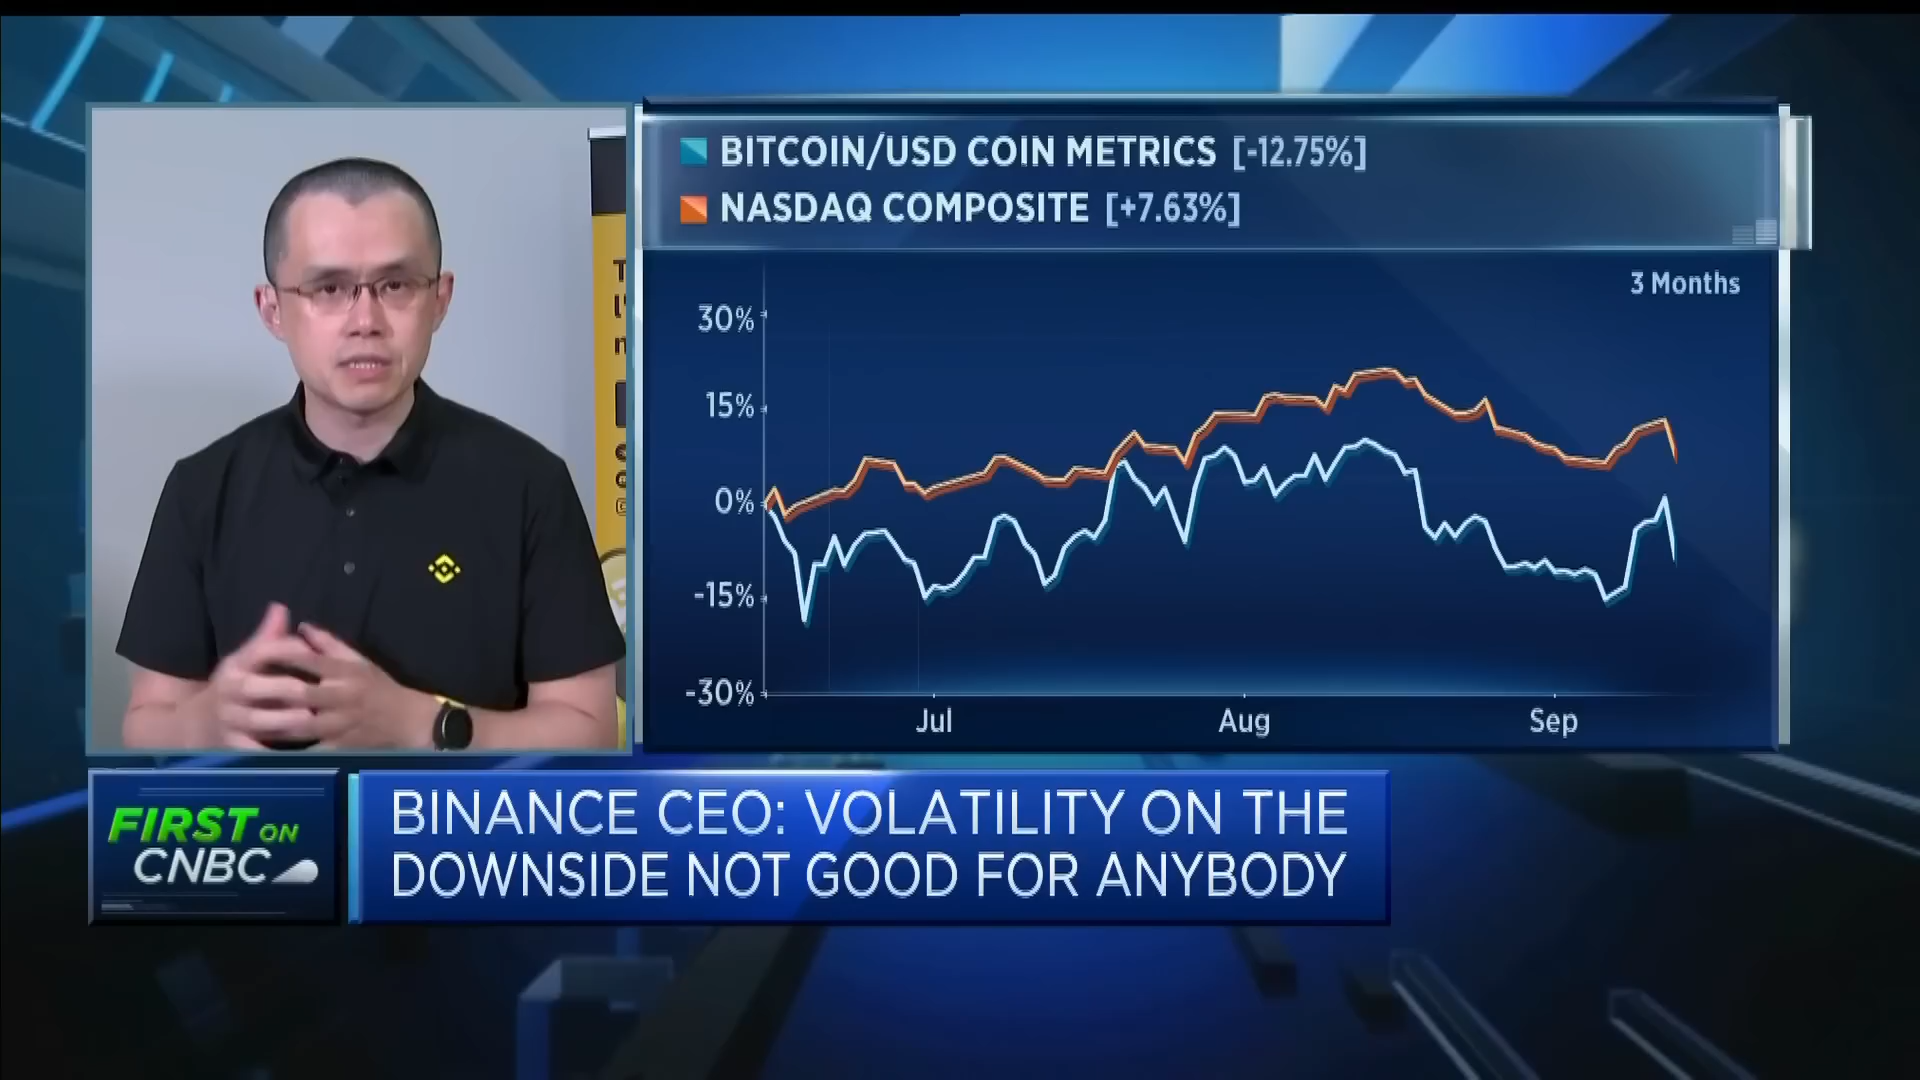 BITCOIN/USD COIN METRICS [-12.75%]
NASDAQ COMPOSITE [+7.63%]
3 Months
30%
15%
0%
-15%
-30%
Jul Aug Sep
FIRST ON
CNBC
BINANCE CEO: VOLATILITY ON THE
DOWNSIDE NOT GOOD FOR ANYBODY